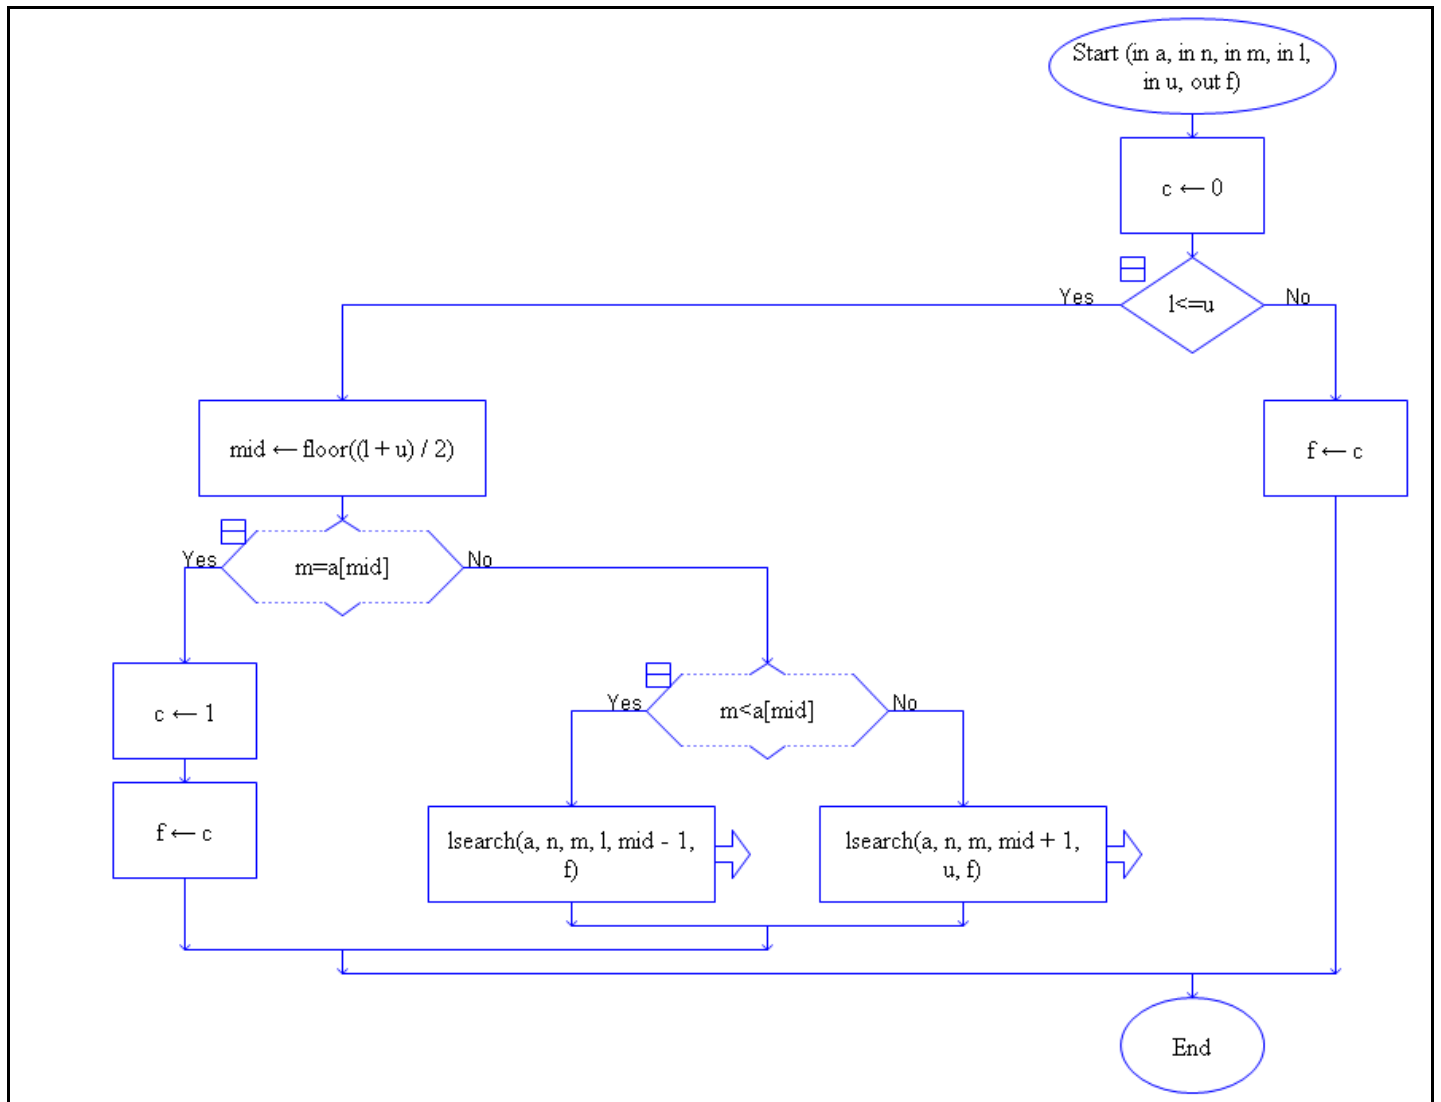 Start (in a, in n, in m, in l,
in u, out f)
c ← 0
l<=u
Yes
No
mid ← floor((l + u) / 2)
f ← c
m=a[mid]
Yes
No
c ← 1
f ← c
m<a[mid]
Yes
No
lsearch(a, n, m, l, mid - 1,
f)
lsearch(a, n, m, mid + 1,
u, f)
End